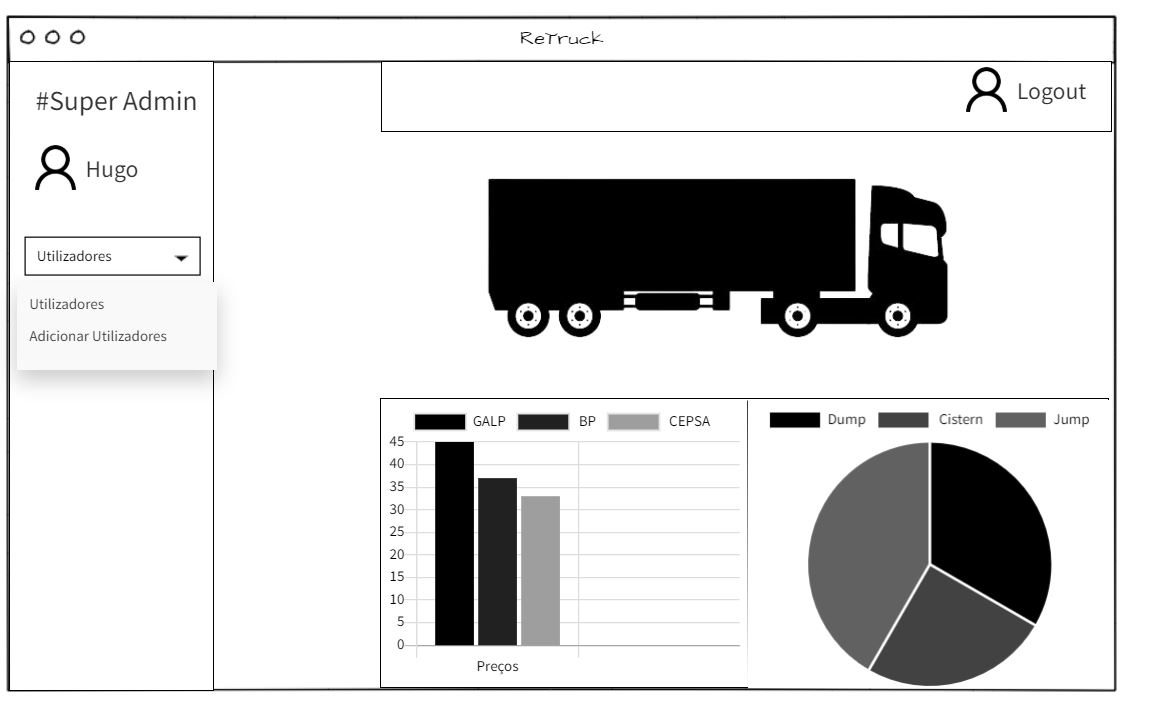 ReTruck
#Super Admin
Hugo
Utilizadores
Utilizadores
Adicionar Utilizadores
Logout
GALP BP CEPSA
45
40
35
30
25
20
15
10
5
0
Preços
Dump Cistern Jump